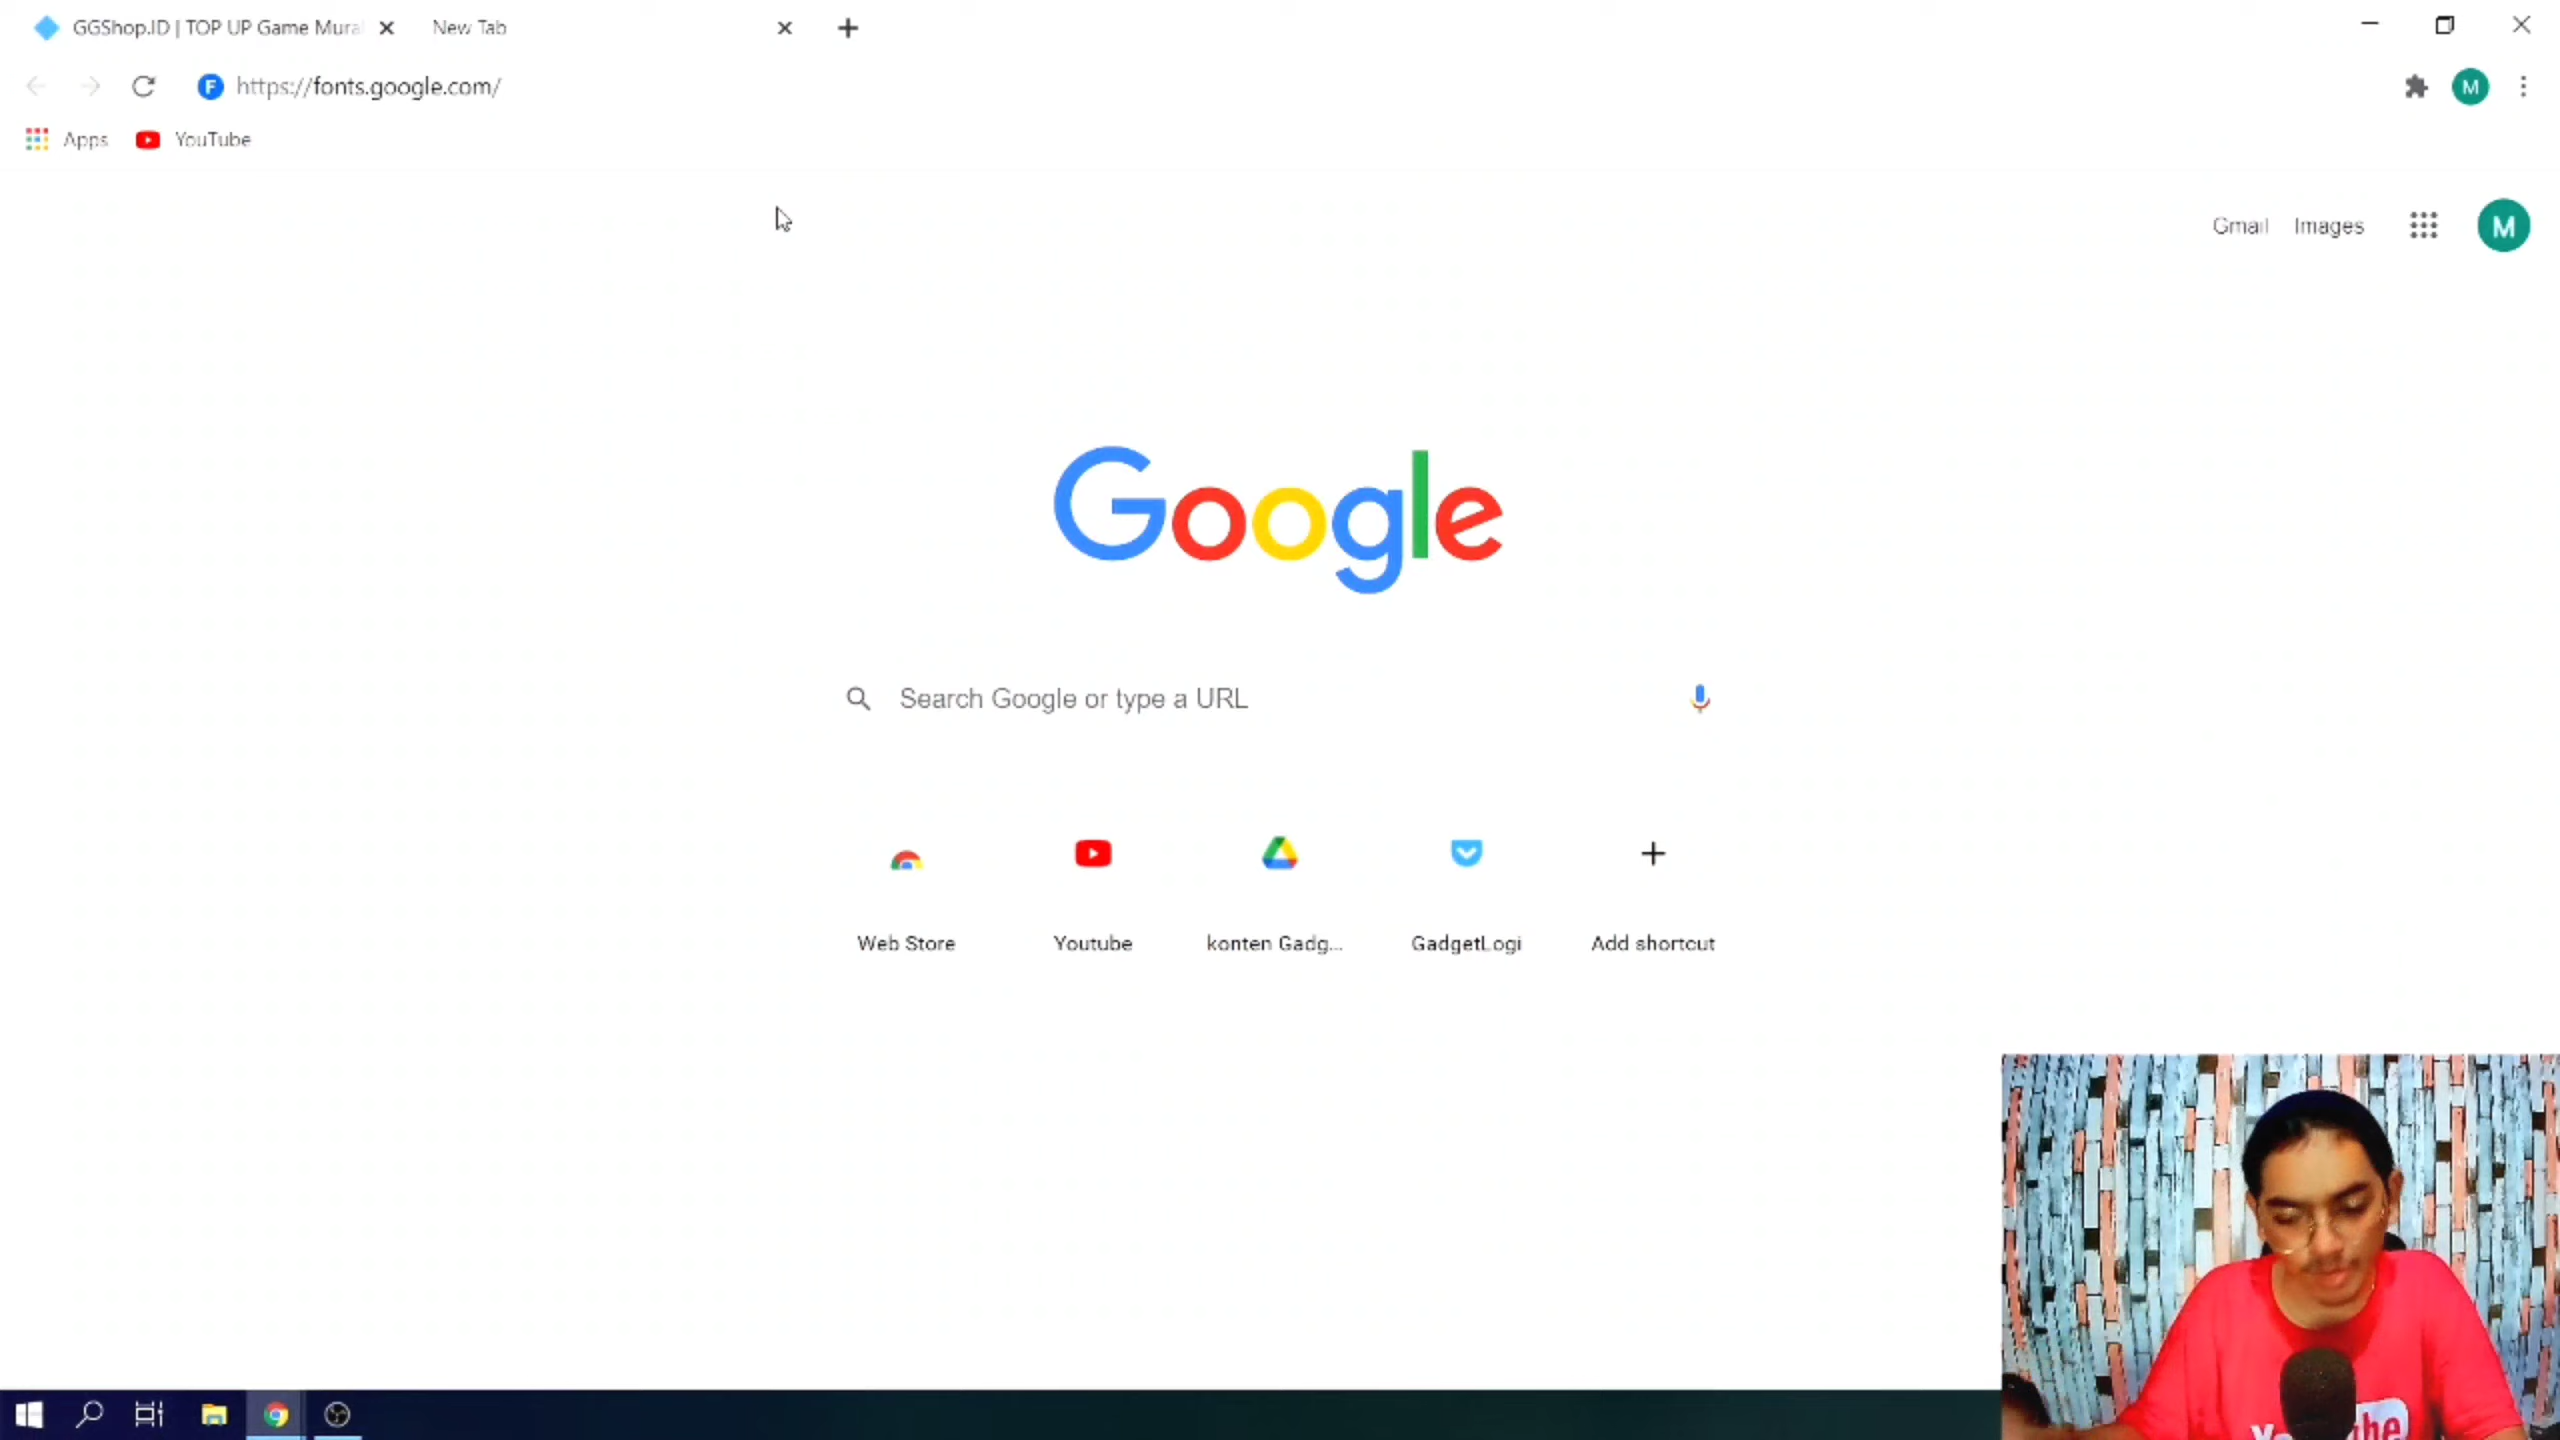 GGShop.ID | TOP UP Game Mura
New Tab
https://fonts.google.com/
M
Apps
YouTube
Gmail
Images
M
Google
Search Google or type a URL
Web Store
Youtube
konten Gadg...
GadgetLogi
Add shortcut